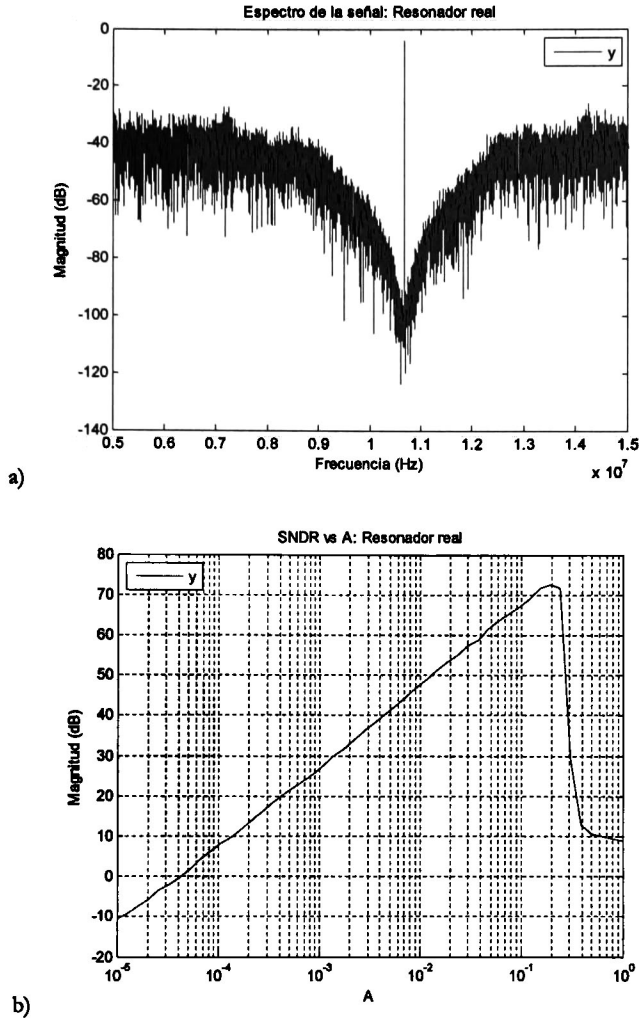 Espectro de la señal: Resonador real
y
0
-20
-40
-60
-80
-100
-120
-140
Magnitud (dB)
0.5 0.6 0.7 0.8 0.9 1 1.1 1.2 1.3 1.4 1.5
Frecuencia (Hz)
x 10^7
a)
SNDR vs A: Resonador real
y
80
70
60
50
40
30
20
10
0
-10
-20
Magnitud (dB)
10^-5 10^-4 10^-3 10^-2 10^-1 10^0
A
b)